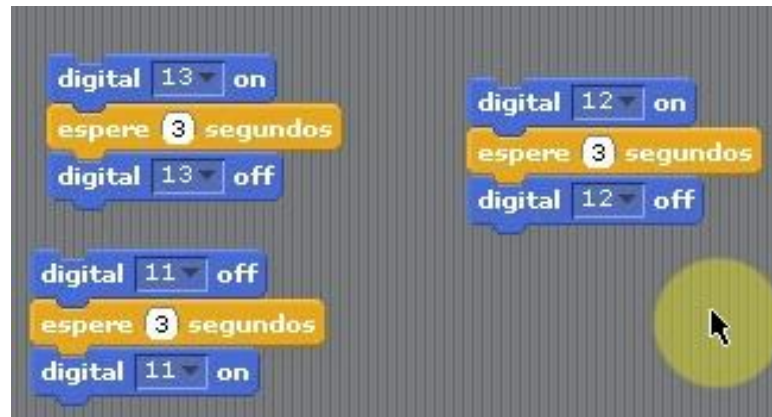 digital 13 on
espere 3 segundos
digital 13 off
digital 12 on
espere 3 segundos
digital 12 off
digital 11 off
espere 3 segundos
digital 11 on